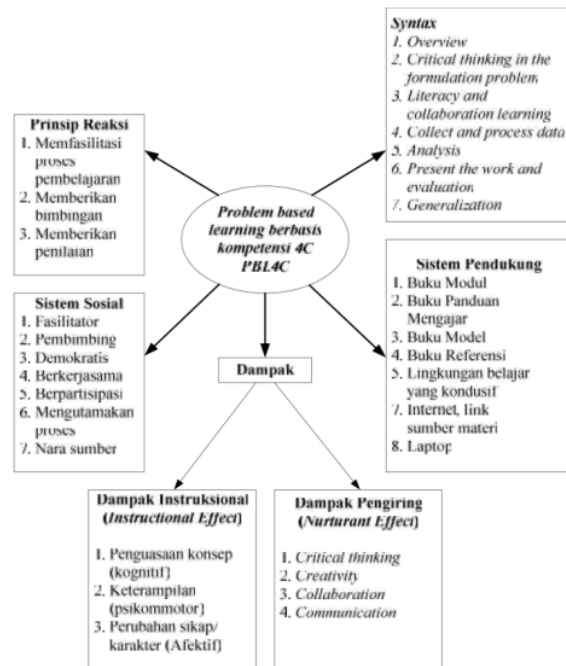 Syntax
1. Overview
2. Critical thinking in the
formulation problem
3. Literacy and
collaboration learning
4. Collect and process data
5. Analysis
6. Present the work and
evaluation
7. Generalization
Prinsip Reaksi
1. Memfasilitasi
proses
pembelajaran
2. Memberikan
bimbingan
3. Memberikan
penilaian
Problem based
learning berbasis
kompetensi 4C
PBL4C
Sistem Sosial
1. Fasilitator
2. Pembimbing
3. Demokratis
4. Berkerjasama
5. Berpartisipasi
6. Mengutamakan
proses
7. Nara sumber
Sistem Pendukung
1. Buku Modul
2. Buku Panduan
Mengajar
3. Buku Model
4. Buku Referensi
5. Lingkungan belajar
yang kondusif
7. Internet, link
sumber materi
8. Laptop
Dampak
Dampak Instruksional
(Instructional Effect)
1. Penguasaan konsep
(kognitif)
2. Keterampilan
(psikommotor)
3. Perubahan sikap/
karakter (Afektif)
Dampak Pengiring
(Nurturant Effect)
1. Critical thinking
2. Creativity
3. Collaboration
4. Communication